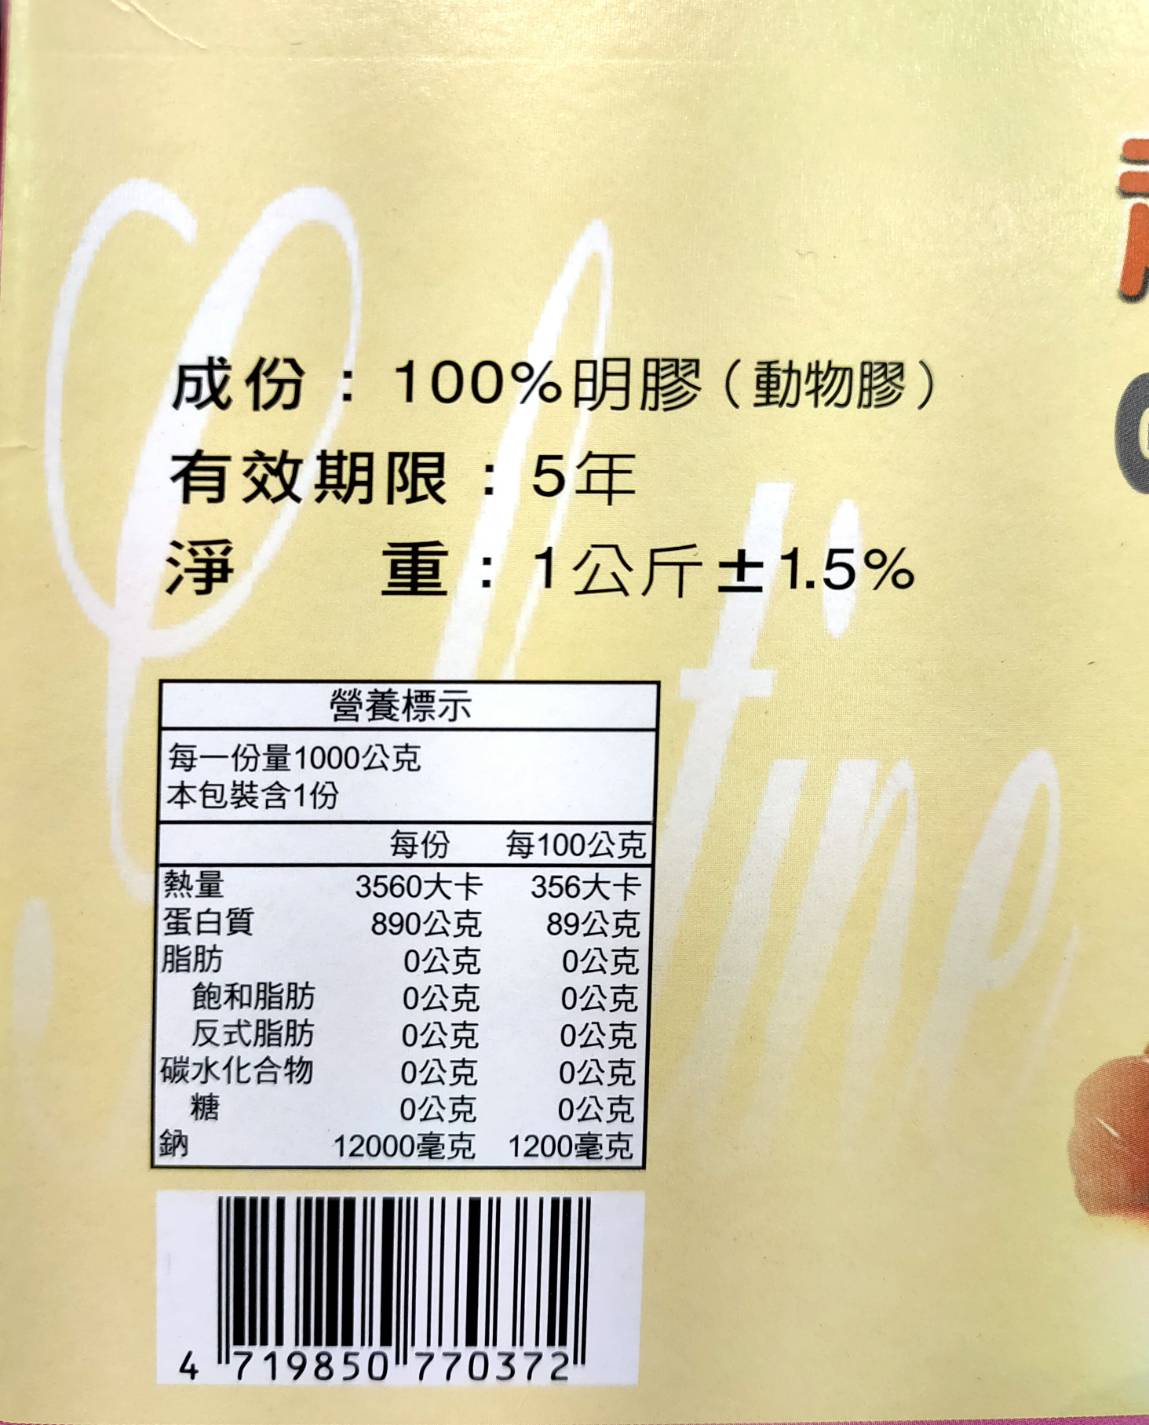 Gelatine
成份：100%明膠（動物膠）
有效期限：5年
淨　　重：1公斤±1.5%
營養標示
每一份量1000公克
本包裝含1份
每份 每100公克
熱量 3560大卡 356大卡
蛋白質 890公克 89公克
脂肪 0公克 0公克
飽和脂肪 0公克 0公克
反式脂肪 0公克 0公克
碳水化合物 0公克 0公克
糖 0公克 0公克
鈉 12000毫克 1200毫克
4 719850 770372